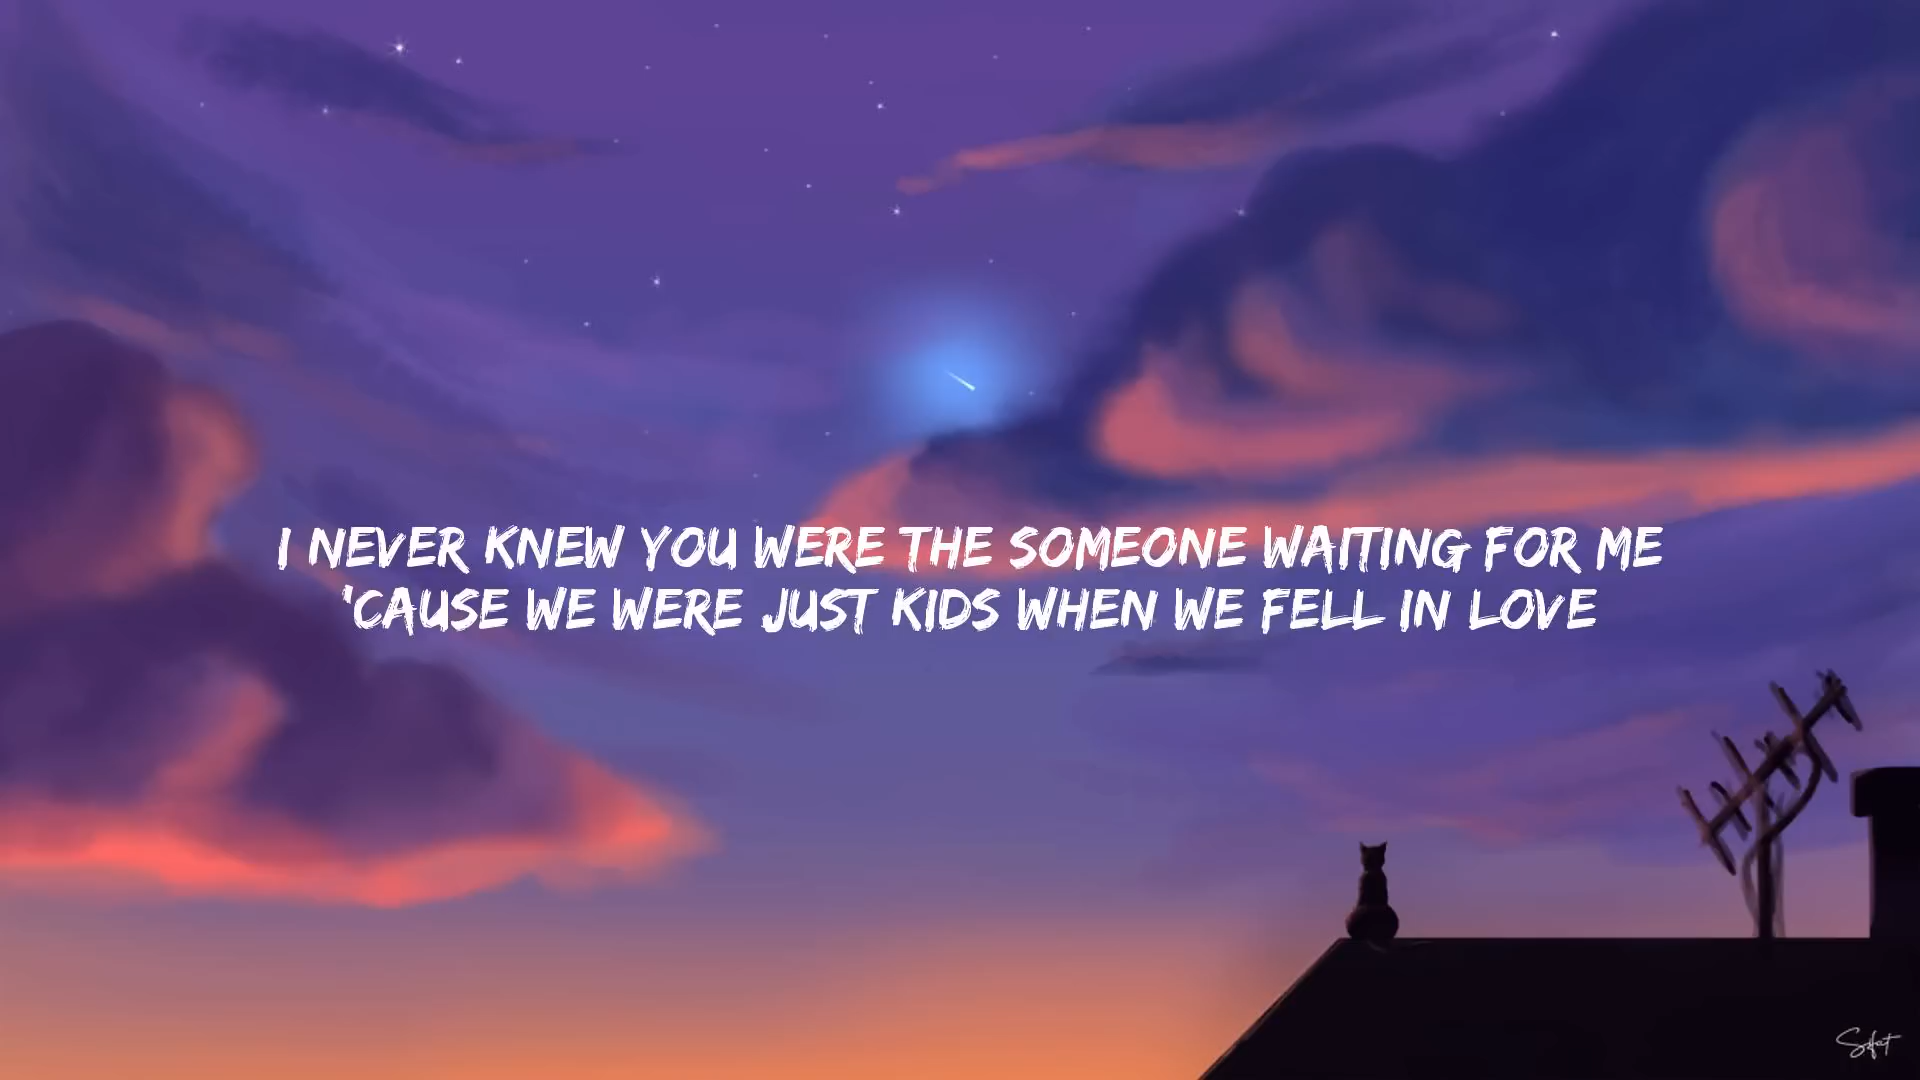 I NEVER KNEW YOU WERE THE SOMEONE WAITING FOR ME
'CAUSE WE WERE JUST KIDS WHEN WE FELL IN LOVE